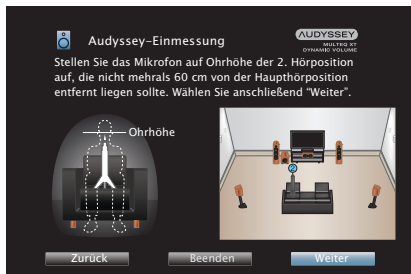 Audyssey-Einmessung
AUDYSSEY
MULTEQ XT
DYNAMIC VOLUME
Stellen Sie das Mikrofon auf Ohrhöhe der 2. Hörposition
auf, die nicht mehrals 60 cm von der Haupthörposition
entfernt liegen sollte. Wählen Sie anschließend “Weiter”.
Ohrhöhe
Zurück
Beenden
Weiter